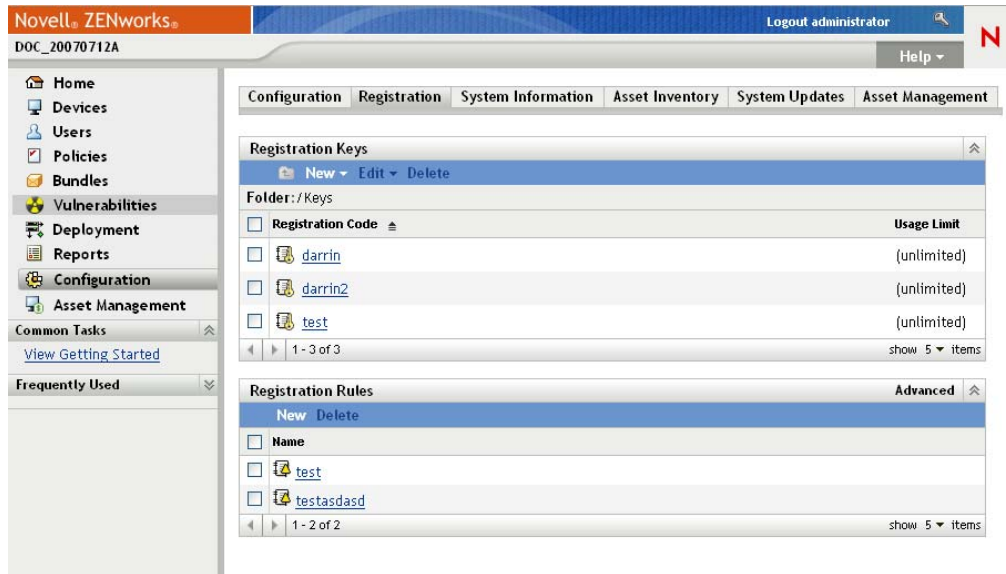 Novell® ZENworks®
Logout administrator
N
DOC_20070712A
Help
Home
Devices
Users
Policies
Bundles
Vulnerabilities
Deployment
Reports
Configuration
Asset Management
Common Tasks
View Getting Started
Frequently Used
Configuration Registration System Information Asset Inventory System Updates Asset Management
Registration Keys
New Edit Delete
Folder:/Keys
Registration Code Usage Limit
darrin (unlimited)
darrin2 (unlimited)
test (unlimited)
1 - 3 of 3 show 5 items
Registration Rules Advanced
New Delete
Name
test
testasdasd
1 - 2 of 2 show 5 items